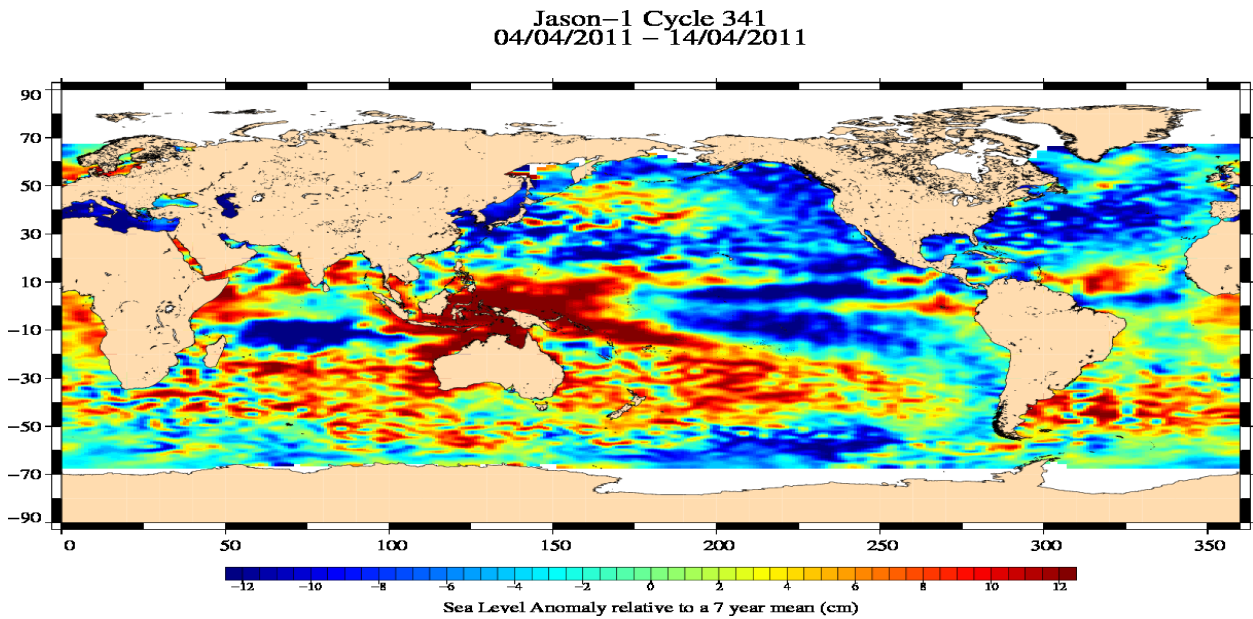 Jason-1 Cycle 341
04/04/2011 - 14/04/2011
90
70
50
30
10
-10
-30
-50
-70
-90
0 50 100 150 200 250 300 350
-12 -10 -8 -6 -4 -2 0 2 4 6 8 10 12
Sea Level Anomaly relative to a 7 year mean (cm)